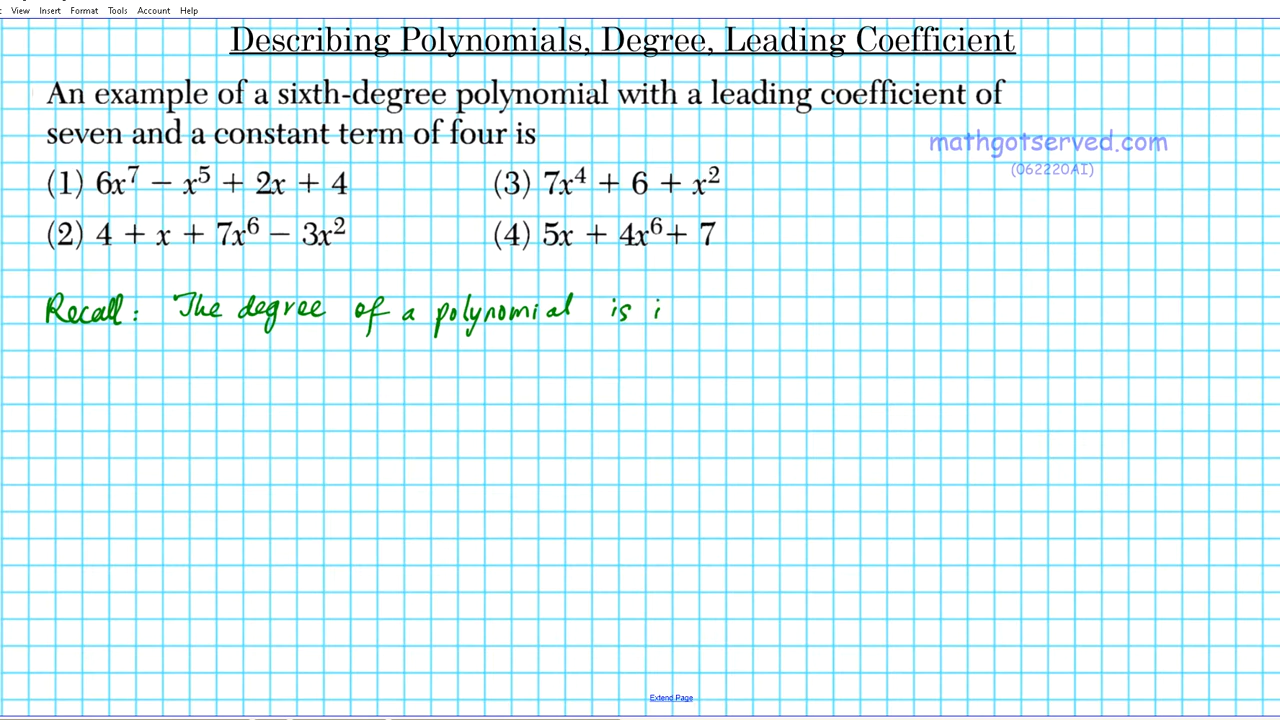 View Insert Format Tools Account Help
Describing Polynomials, Degree, Leading Coefficient
An example of a sixth-degree polynomial with a leading coefficient of
seven and a constant term of four is
mathgotserved.com
(062220AI)
(1) 6x⁷ − x⁵ + 2x + 4 (3) 7x⁴ + 6 + x²
(2) 4 + x + 7x⁶ − 3x² (4) 5x + 4x⁶ + 7
Recall: The degree of a polynomial is i
Extend Page